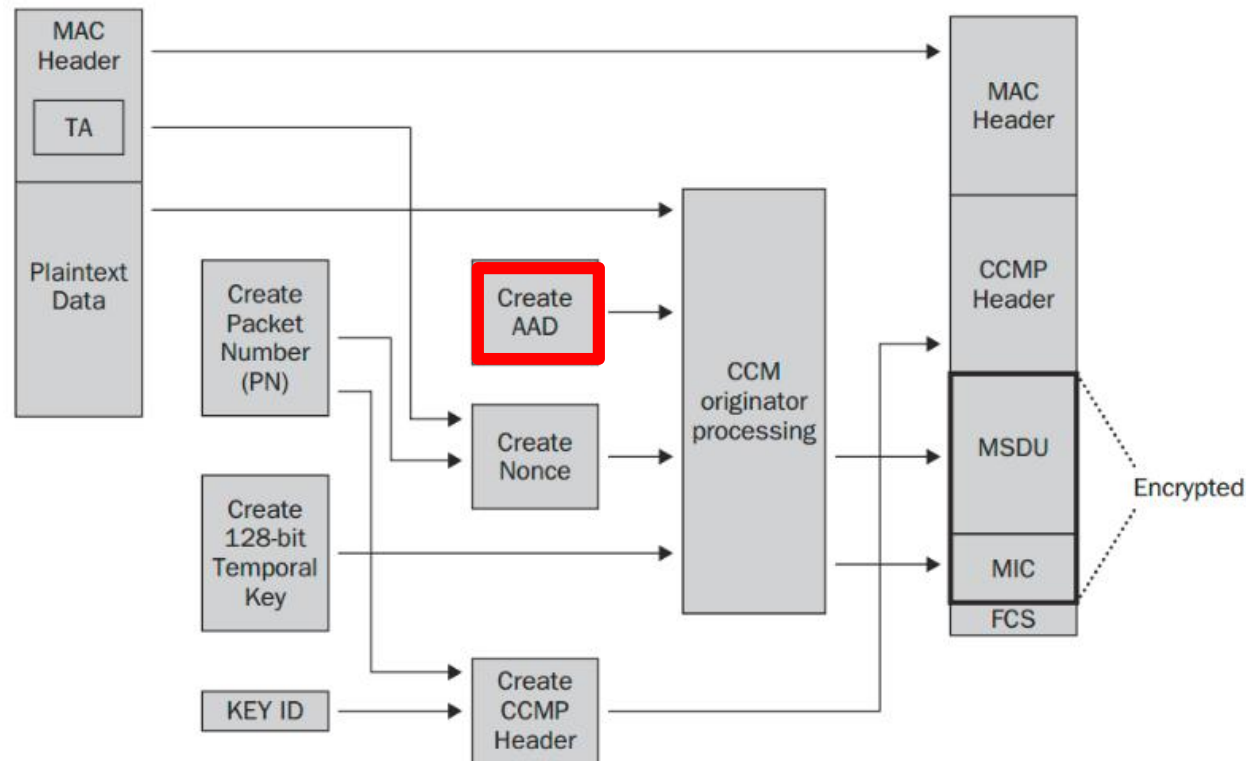 MAC
Header
TA
Plaintext
Data
Create
Packet
Number
(PN)
Create
128-bit
Temporal
Key
KEY ID
Create
AAD
Create
Nonce
Create
CCMP
Header
CCM
originator
processing
MAC
Header
CCMP
Header
MSDU
MIC
FCS
Encrypted